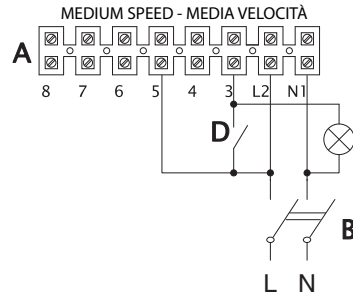 MEDIUM SPEED - MEDIA VELOCITÀ
A
8 7 6 5 4 3 L2 N1
D
B
L N